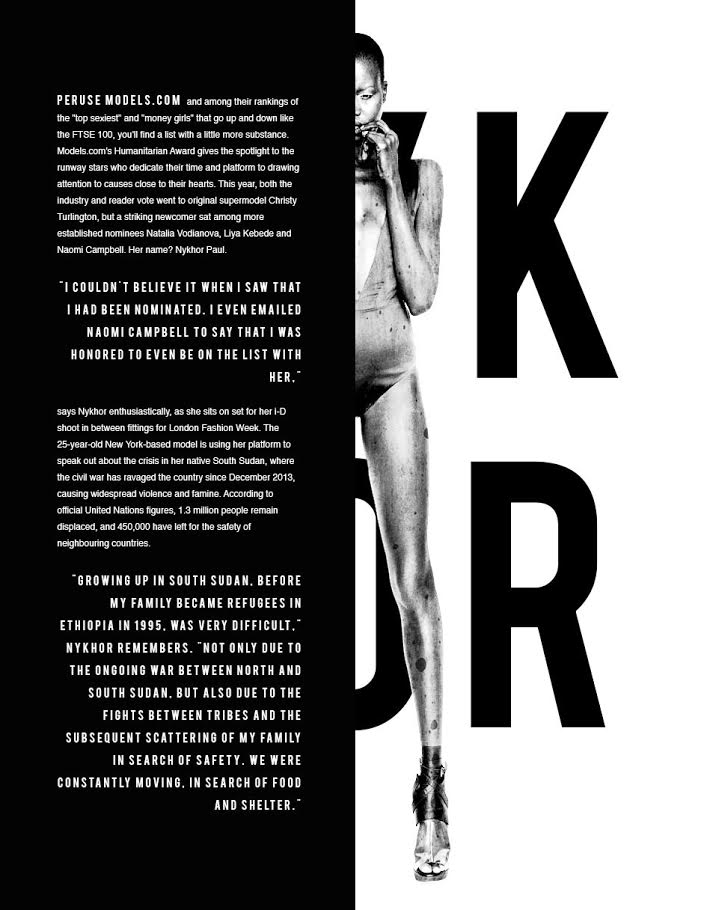 PERUSE MODELS.COM and among their rankings of
the "top sexiest" and "money girls" that go up and down like
the FTSE 100, you'll find a list with a little more substance.
Models.com's Humanitarian Award gives the spotlight to the
runway stars who dedicate their time and platform to drawing
attention to causes close to their hearts. This year, both the
industry and reader vote went to original supermodel Christy
Turlington, but a striking newcomer sat among more
established nominees Natalia Vodianova, Liya Kebede and
Naomi Campbell. Her name? Nykhor Paul.
"I COULDN'T BELIEVE IT WHEN I SAW THAT
I HAD BEEN NOMINATED. I EVEN EMAILED
NAOMI CAMPBELL TO SAY THAT I WAS
HONORED TO EVEN BE ON THE LIST WITH
HER,"
says Nykhor enthusiastically, as she sits on set for her i-D
shoot in between fittings for London Fashion Week. The
25-year-old New York-based model is using her platform to
speak out about the crisis in her native South Sudan, where
the civil war has ravaged the country since December 2013,
causing widespread violence and famine. According to
official United Nations figures, 1.3 million people remain
displaced, and 450,000 have left for the safety of
neighbouring countries.
"GROWING UP IN SOUTH SUDAN, BEFORE
MY FAMILY BECAME REFUGEES IN
ETHIOPIA IN 1995, WAS VERY DIFFICULT,"
NYKHOR REMEMBERS. "NOT ONLY DUE TO
THE ONGOING WAR BETWEEN NORTH AND
SOUTH SUDAN, BUT ALSO DUE TO THE
FIGHTS BETWEEN TRIBES AND THE
SUBSEQUENT SCATTERING OF MY FAMILY
IN SEARCH OF SAFETY. WE WERE
CONSTANTLY MOVING, IN SEARCH OF FOOD
AND SHELTER."
K
OR